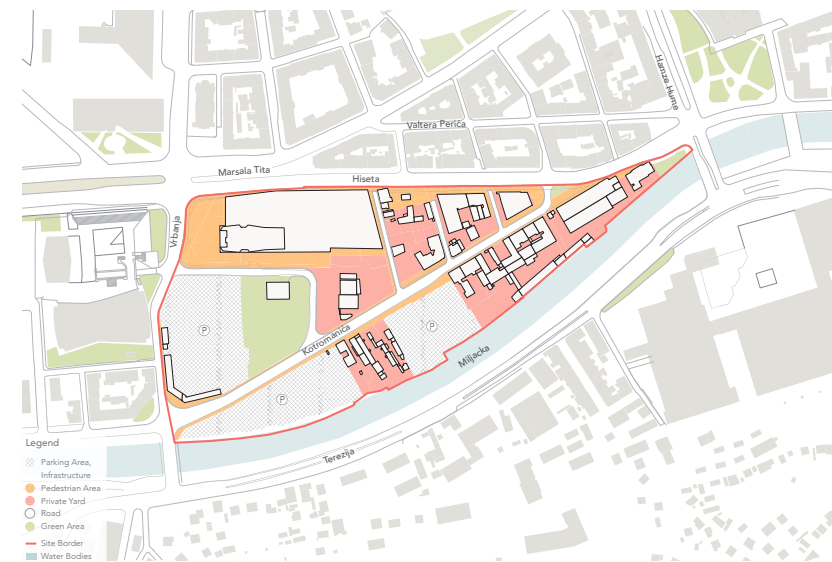 Hamze Hume
Valtera Perića
Marsala Tita
Hiseta
Vrbanja
P
P
Kotromanića
Miljacka
P
Terezija
Legend
Parking Area,
Infrastructure
Pedestrian Area
Private Yard
Road
Green Area
Site Border
Water Bodies